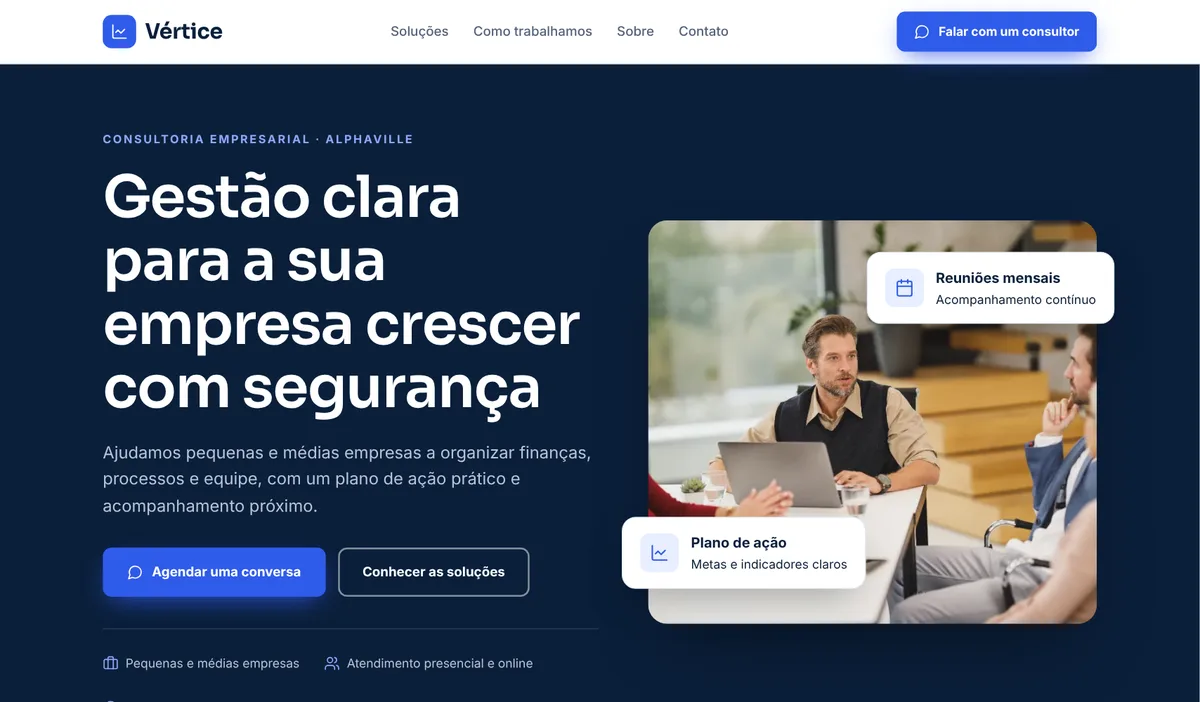 Vértice
Soluções
Como trabalhamos
Sobre
Contato
Falar com um consultor
CONSULTORIA EMPRESARIAL · ALPHAVILLE
Gestão clara
para a sua
empresa crescer
com segurança
Ajudamos pequenas e médias empresas a organizar finanças,
processos e equipe, com um plano de ação prático e
acompanhamento próximo.
Agendar uma conversa
Conhecer as soluções
Pequenas e médias empresas
Atendimento presencial e online
Reuniões mensais
Acompanhamento contínuo
Plano de ação
Metas e indicadores claros